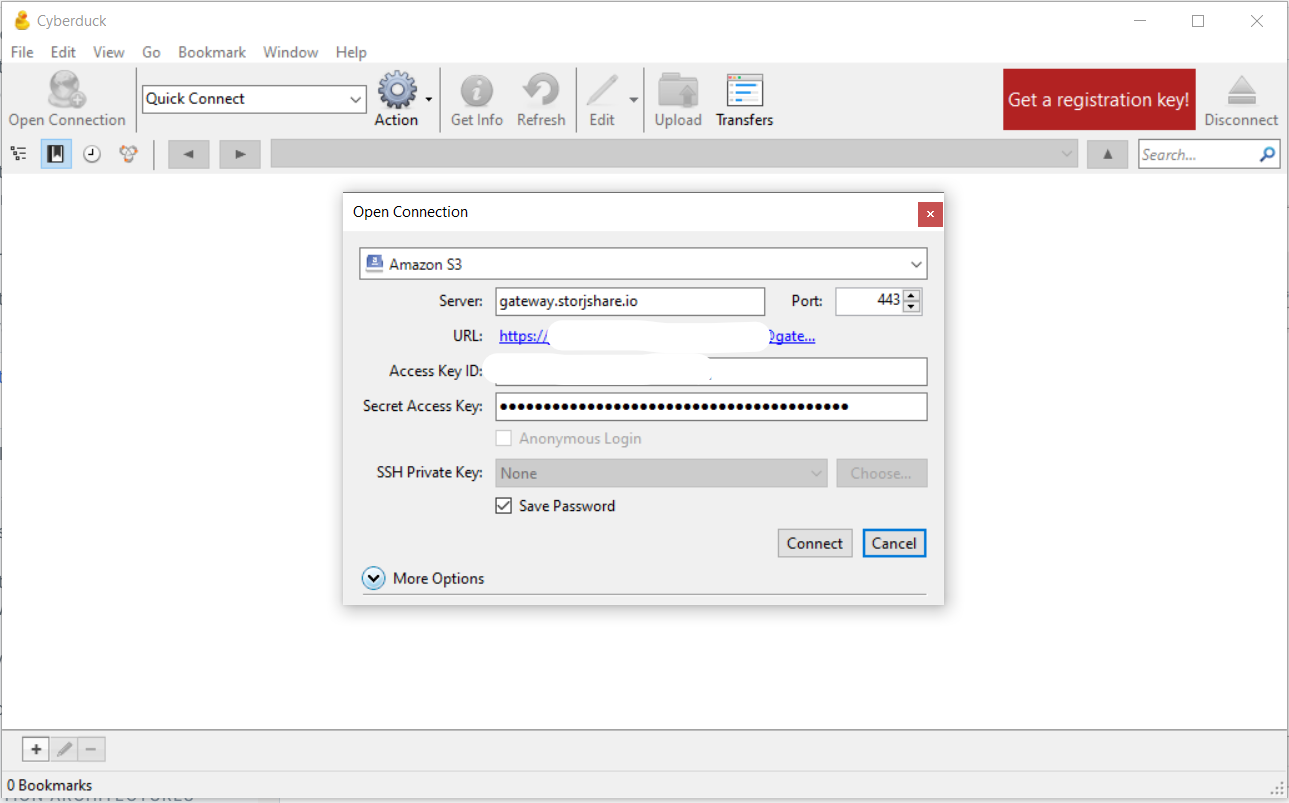 Cyberduck
File Edit View Go Bookmark Window Help
Open Connection
Quick Connect
Action
Get Info
Refresh
Edit
Upload
Transfers
Get a registration key!
Disconnect
Search...
Open Connection
Amazon S3
Server: gateway.storjshare.io Port: 443
URL: https:// @gate...
Access Key ID:
Secret Access Key: ••••••••••••••••••••••••••••••••••••••••
Anonymous Login
SSH Private Key: None Choose...
Save Password
Connect Cancel
More Options
0 Bookmarks